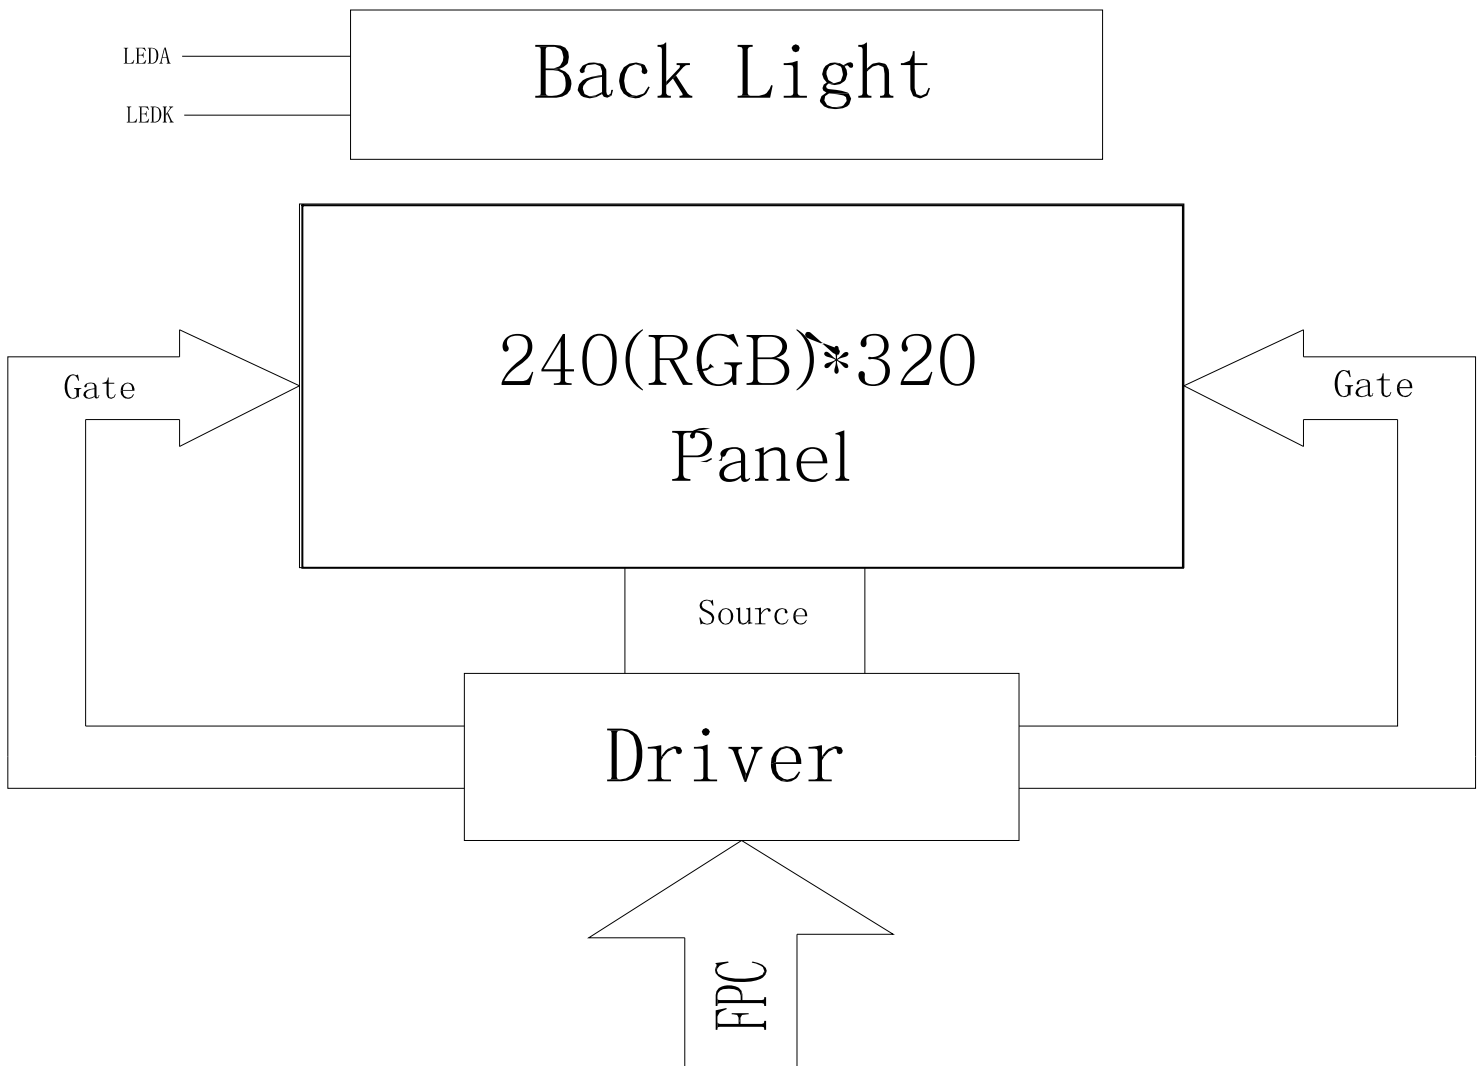 LEDA
Back Light
LEDK
240(RGB)*320
Gate
Gate
Panel
Source
Driver
FPC